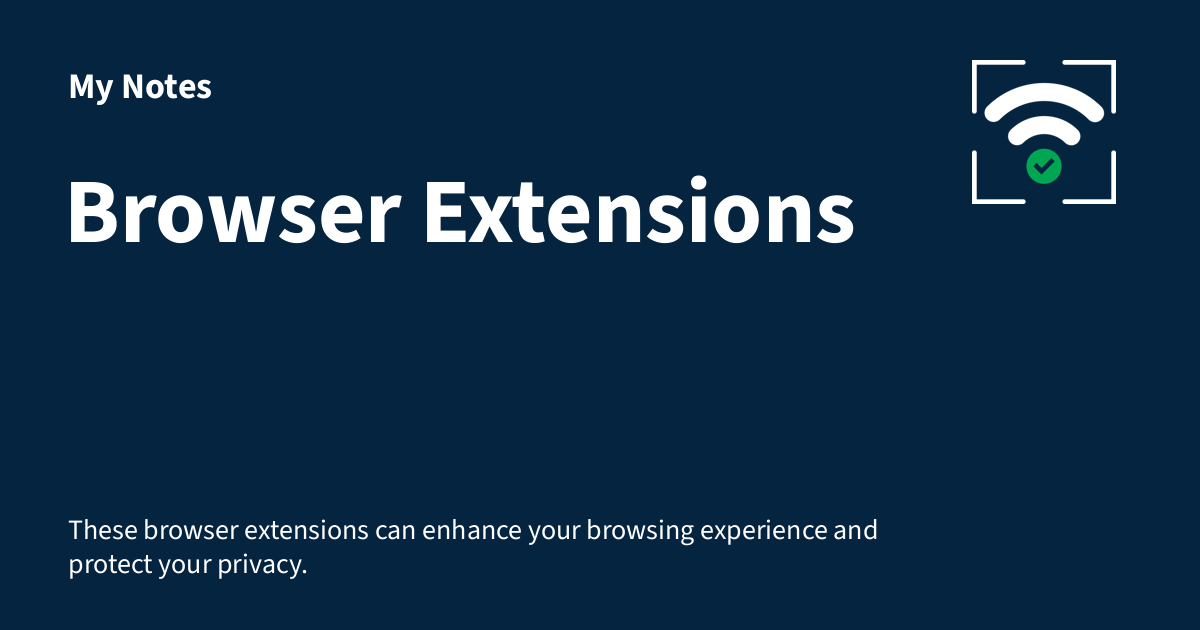 My Notes
Browser Extensions
These browser extensions can enhance your browsing experience and
protect your privacy.